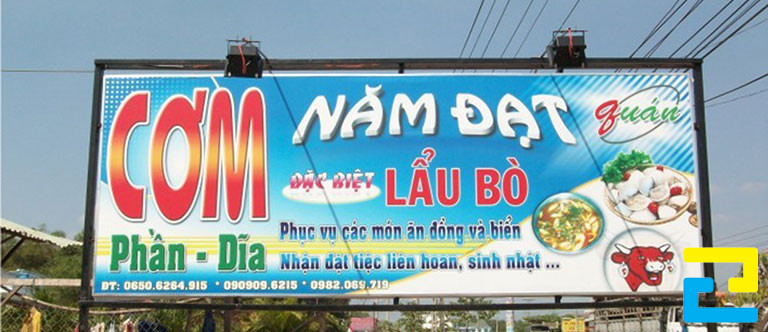 CƠM
Phần - Dĩa
NĂM ĐẠT
quán
ĐẶC BIỆT LẨU BÒ
Phục vụ các món ăn đồng và biển
Nhận đặt tiệc liên hoan, sinh nhật ...
ĐT: 0650.6264.915 * 090909.6215 * 0982.069.719